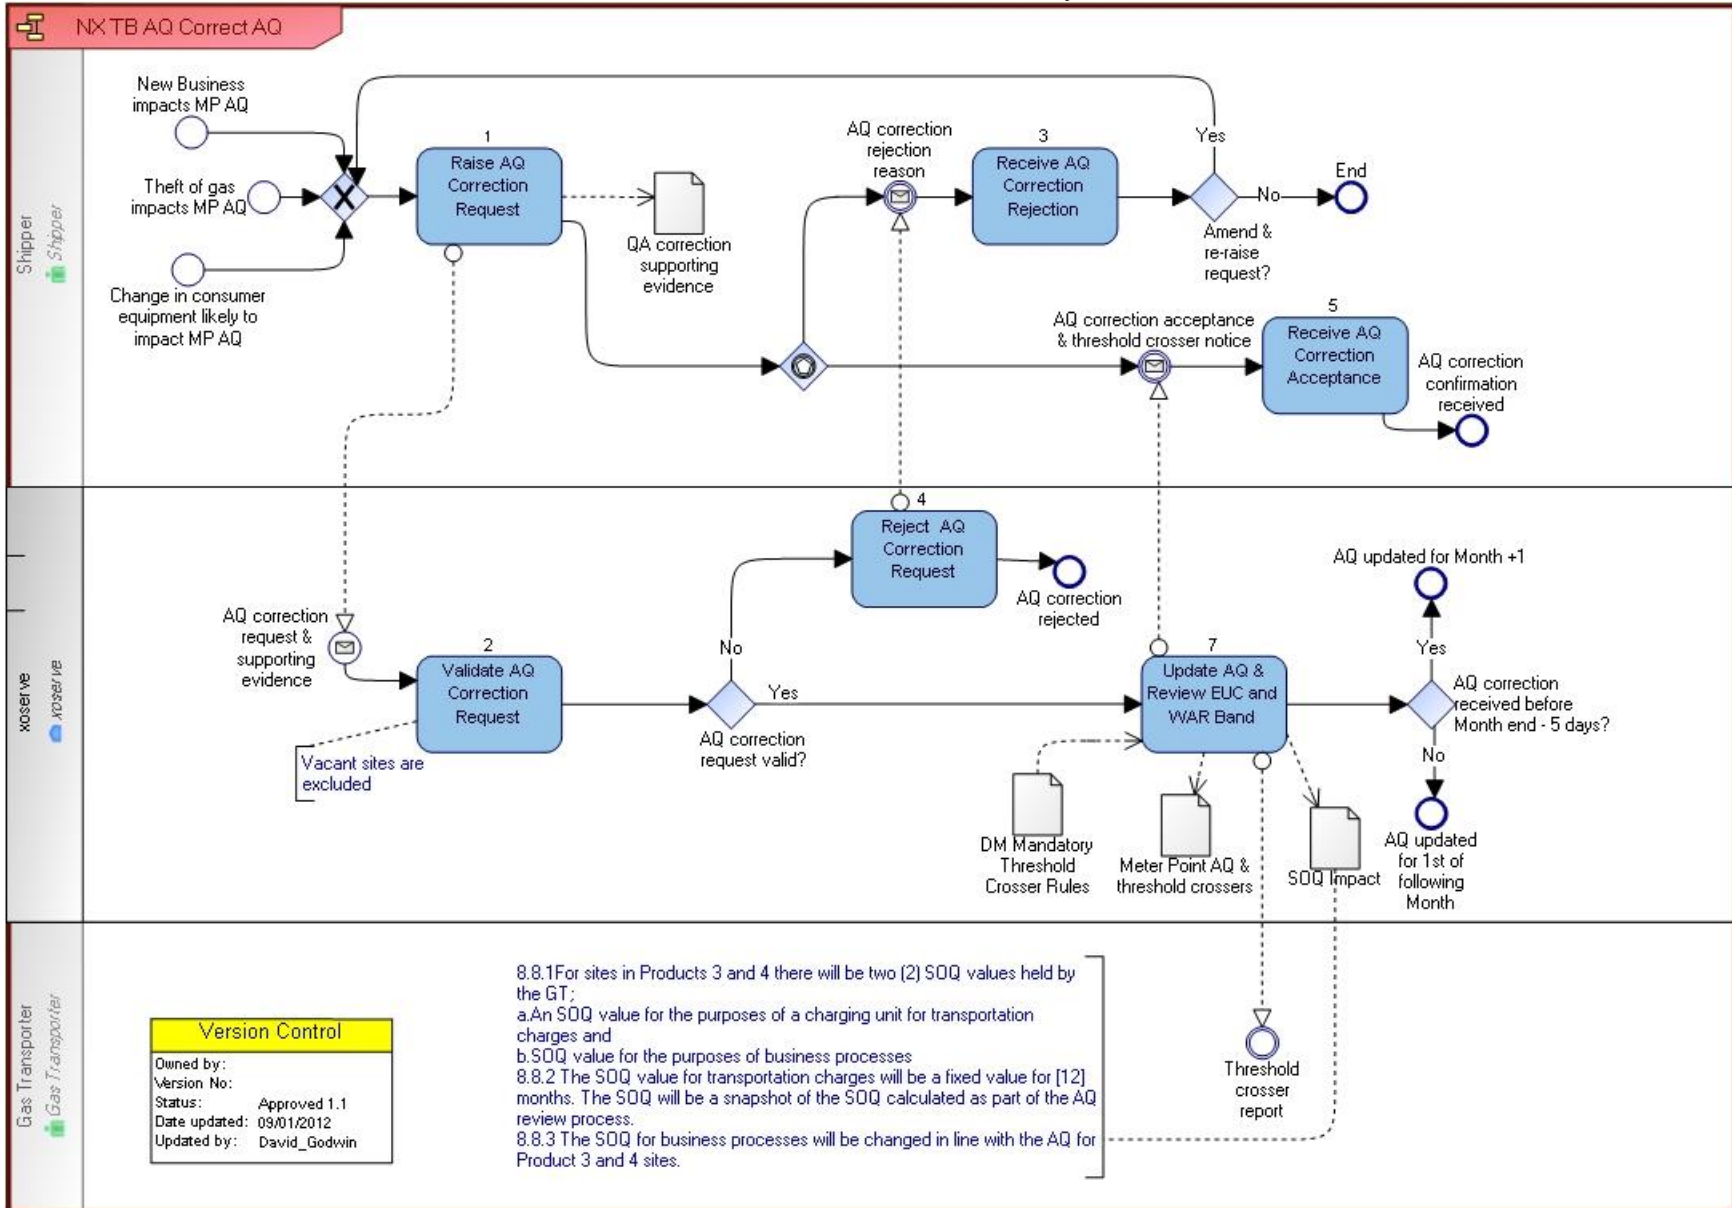 NX TB AQ Correct AQ
Shipper
Shipper
New Business
impacts MP AQ
Theft of gas
impacts MP AQ
Change in consumer
equipment likely to
impact MP AQ
1
Raise AQ
Correction
Request
QA correction
supporting
evidence
AQ correction
rejection
reason
3
Receive AQ
Correction
Rejection
Yes
No
End
Amend &
re-raise
request?
AQ correction acceptance
& threshold crosser notice
5
Receive AQ
Correction
Acceptance
AQ correction
confirmation
received
xoserve
xoserve
AQ correction
request &
supporting
evidence
2
Validate AQ
Correction
Request
Vacant sites are
excluded
No
Yes
AQ correction
request valid?
4
Reject AQ
Correction
Request
AQ correction
rejected
7
Update AQ &
Review EUC and
WAR Band
DM Mandatory
Threshold
Crosser Rules
Meter Point AQ &
threshold crossers
SOQ Impact
AQ updated for Month +1
Yes
AQ correction
received before
Month end - 5 days?
No
AQ updated
for 1st of
following
Month
Gas Transporter
Gas Transporter
Version Control
Owned by:
Version No:
Status: Approved 1.1
Date updated: 09/01/2012
Updated by: David_Godwin
8.8.1For sites in Products 3 and 4 there will be two (2) SOQ values held by
the GT;
a.An SOQ value for the purposes of a charging unit for transportation
charges and
b.SOQ value for the purposes of business processes
8.8.2 The SOQ value for transportation charges will be a fixed value for [12]
months. The SOQ will be a snapshot of the SOQ calculated as part of the AQ
review process.
8.8.3 The SOQ for business processes will be changed in line with the AQ for
Product 3 and 4 sites.
Threshold
crosser
report